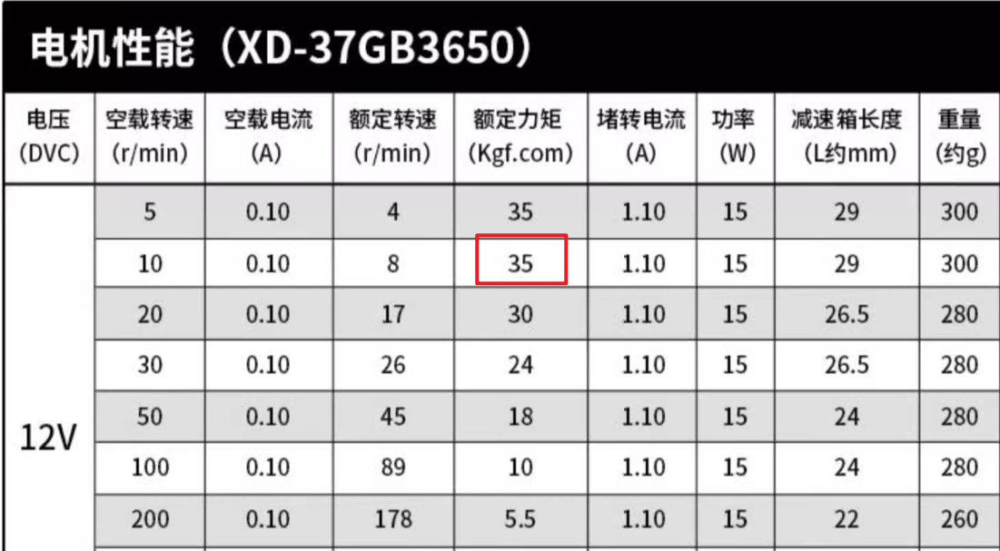 电机性能（XD-37GB3650）
电压 空载转速 空载电流 额定转速 额定力矩 堵转电流 功率 减速箱长度 重量
（DVC） （r/min） （A） （r/min） （Kgf.com） （A） （W） （L约mm） （约g）
5 0.10 4 35 1.10 15 29 300
10 0.10 8 35 1.10 15 29 300
20 0.10 17 30 1.10 15 26.5 280
30 0.10 26 24 1.10 15 26.5 280
12V
50 0.10 45 18 1.10 15 24 280
100 0.10 89 10 1.10 15 24 280
200 0.10 178 5.5 1.10 15 22 260